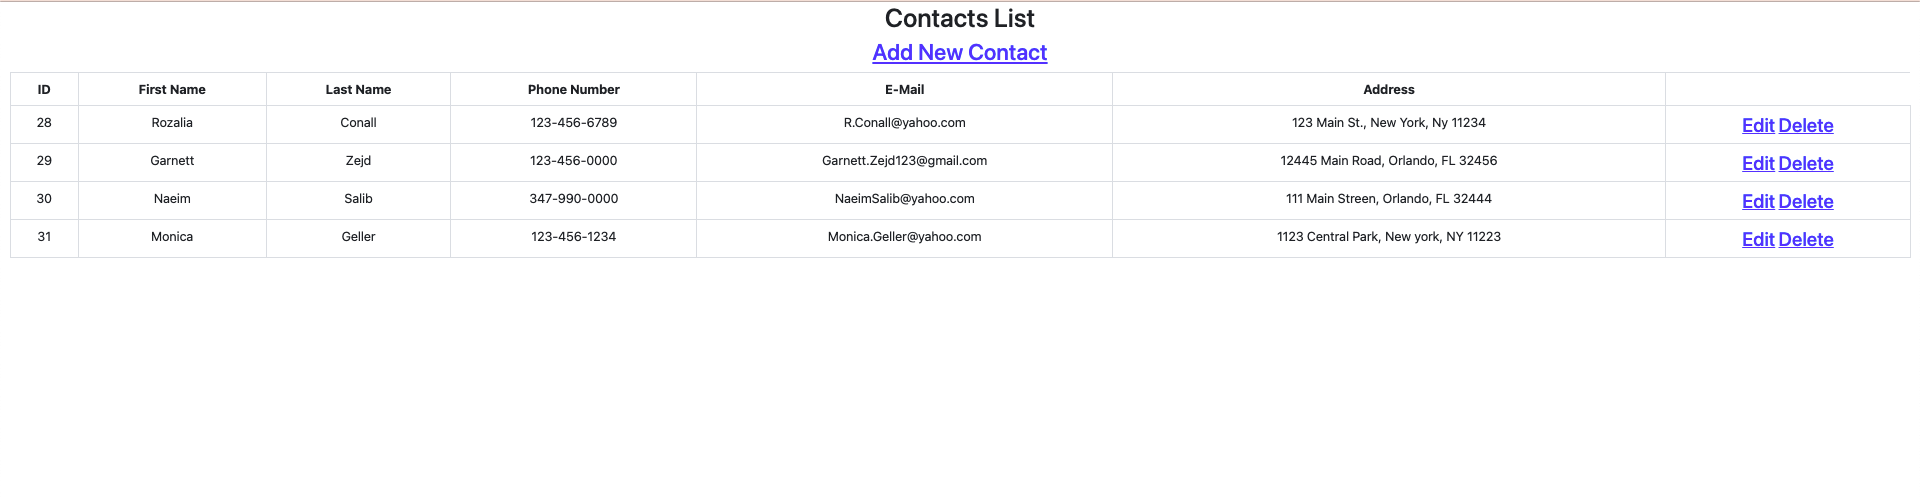 Contacts List
Add New Contact
ID First Name Last Name Phone Number E-Mail Address
28 Rozalia Conall 123-456-6789 R.Conall@yahoo.com 123 Main St., New York, Ny 11234 Edit Delete
29 Garnett Zejd 123-456-0000 Garnett.Zejd123@gmail.com 12445 Main Road, Orlando, FL 32456 Edit Delete
30 Naeim Salib 347-990-0000 NaeimSalib@yahoo.com 111 Main Streen, Orlando, FL 32444 Edit Delete
31 Monica Geller 123-456-1234 Monica.Geller@yahoo.com 1123 Central Park, New york, NY 11223 Edit Delete